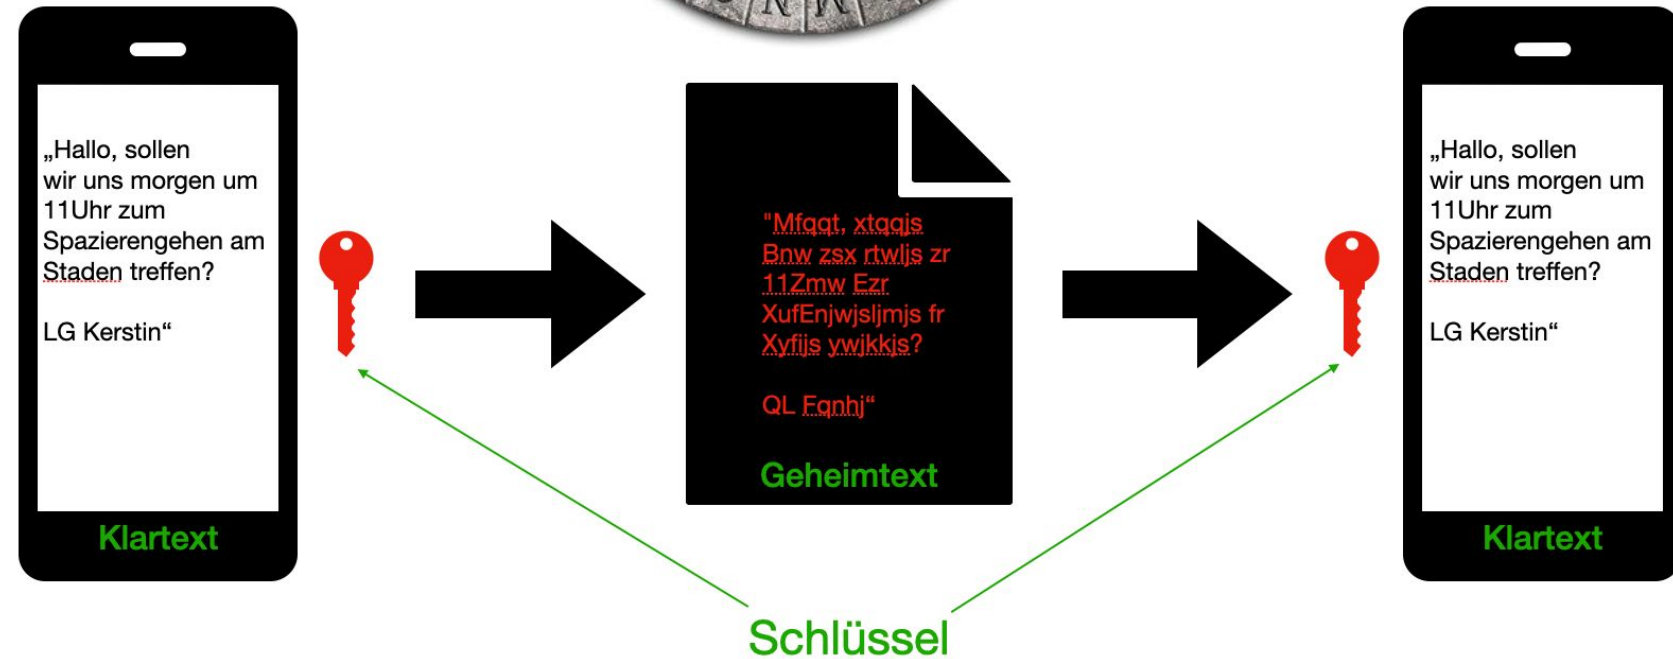 „Hallo, sollen
wir uns morgen um
11Uhr zum
Spazierengehen am
Staden treffen?
LG Kerstin“
Klartext
"Mfqqt, xtqqjs
Bnw zsx rtwljs zr
11Zmw Ezr
XufEnjwjsljmjs fr
Xyfijs ywjkkjs?
QL Fqnhj“
Geheimtext
„Hallo, sollen
wir uns morgen um
11Uhr zum
Spazierengehen am
Staden treffen?
LG Kerstin“
Klartext
Schlüssel